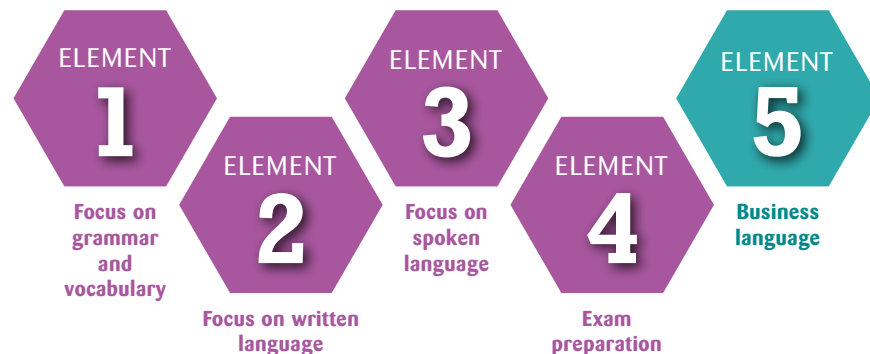 ELEMENT
1
Focus on
grammar
and
vocabulary
ELEMENT
2
Focus on written
language
ELEMENT
3
Focus on
spoken
language
ELEMENT
4
Exam
preparation
ELEMENT
5
Business
language